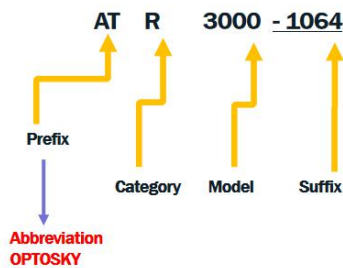 AT R 3000 - 1064
Prefix
Category Model Suffix
Abbreviation
OPTOSKY